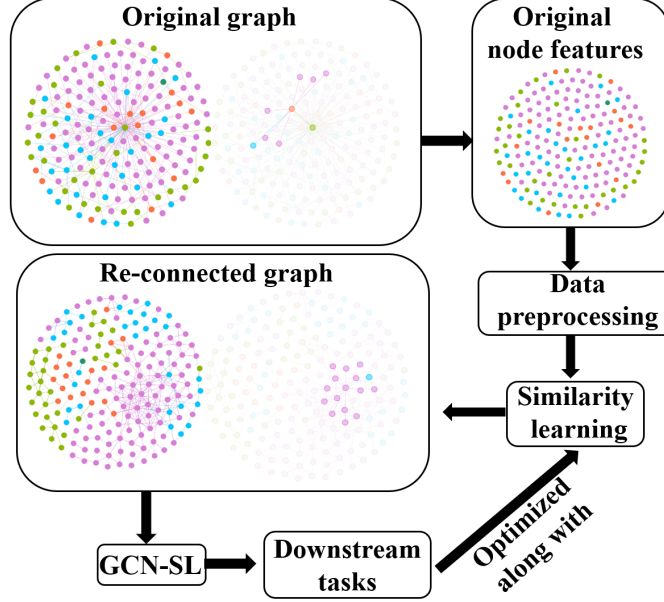 Original graph
Original
node features
Re-connected graph
Data
preprocessing
Similarity
learning
GCN-SL
Downstream
tasks
Optimized
along with